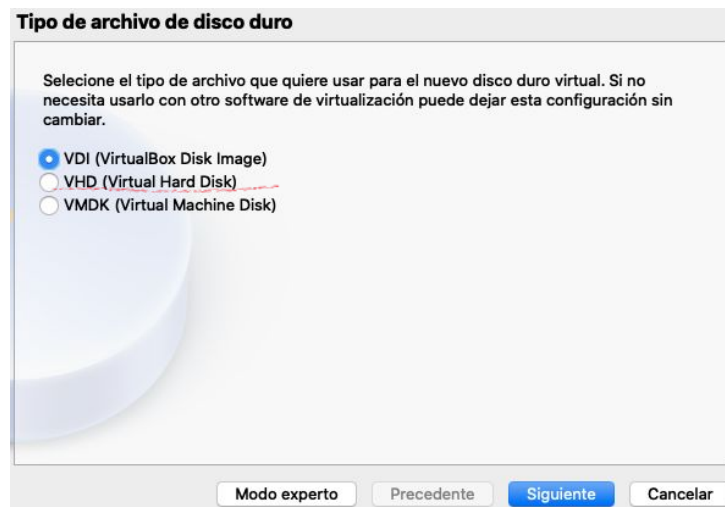 Tipo de archivo de disco duro
Selecione el tipo de archivo que quiere usar para el nuevo disco duro virtual. Si no
necesita usarlo con otro software de virtualización puede dejar esta configuración sin
cambiar.
VDI (VirtualBox Disk Image)
VHD (Virtual Hard Disk)
VMDK (Virtual Machine Disk)
Modo experto Precedente Siguiente Cancelar